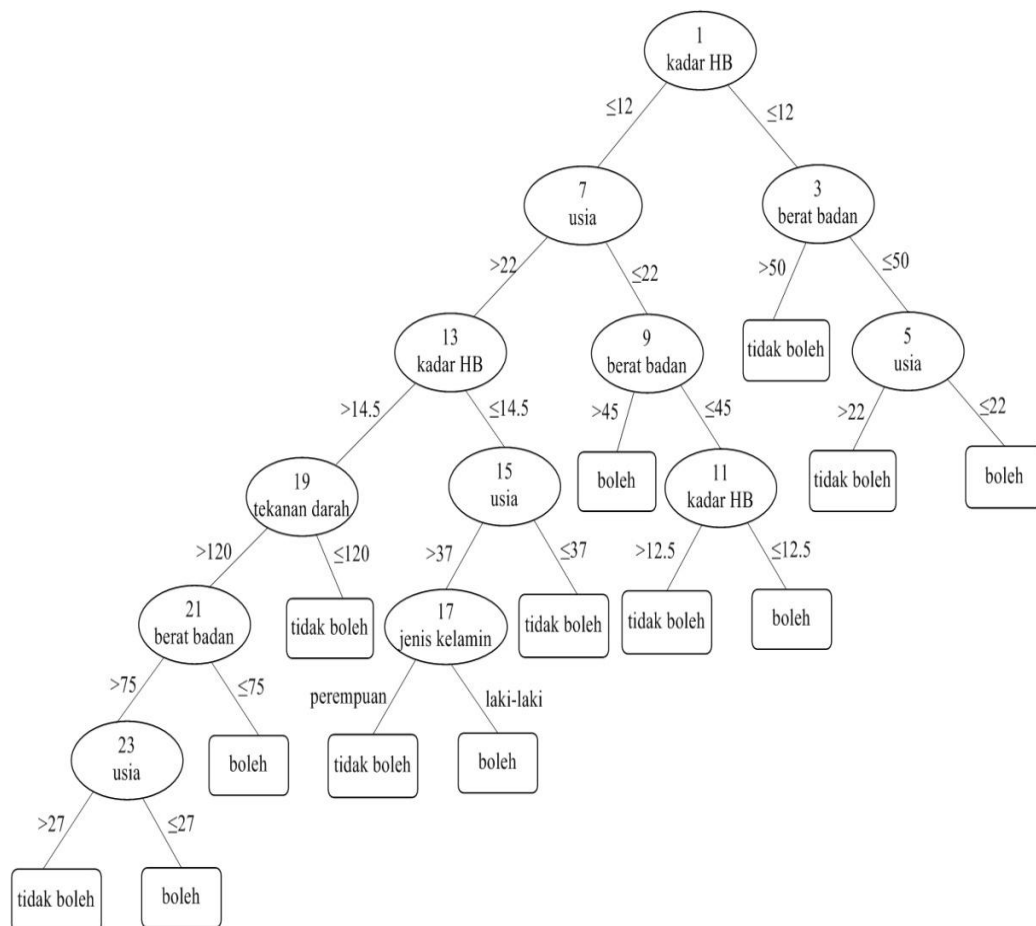 1
kadar HB
≤12
≤12
7
usia
3
berat badan
>22
≤22
>50
≤50
13
kadar HB
9
berat badan
tidak boleh
5
usia
>14.5
≤14.5
>45
≤45
>22
≤22
19
tekanan darah
15
usia
boleh
11
kadar HB
tidak boleh
boleh
>120
≤120
>37
≤37
>12.5
≤12.5
21
berat badan
tidak boleh
17
jenis kelamin
tidak boleh
tidak boleh
boleh
>75
≤75
perempuan
laki-laki
23
usia
boleh
tidak boleh
boleh
>27
≤27
tidak boleh
boleh